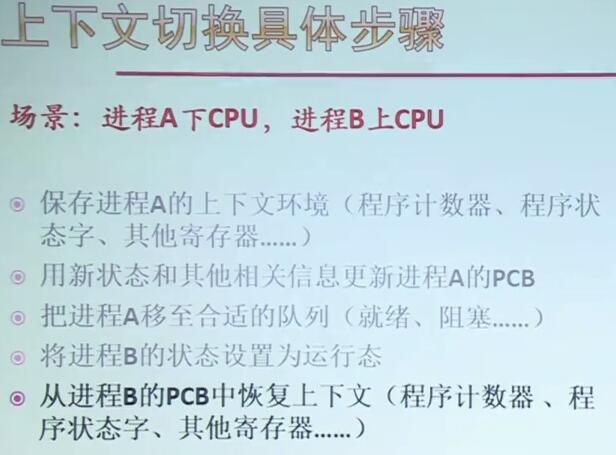 上下文切换具体步骤
场景：进程A下CPU，进程B上CPU
保存进程A的上下文环境（程序计数器、程序状
态字、其他寄存器……）
用新状态和其他相关信息更新进程A的PCB
把进程A移至合适的队列（就绪、阻塞……）
将进程B的状态设置为运行态
从进程B的PCB中恢复上下文（程序计数器 、程
序状态字、其他寄存器……）